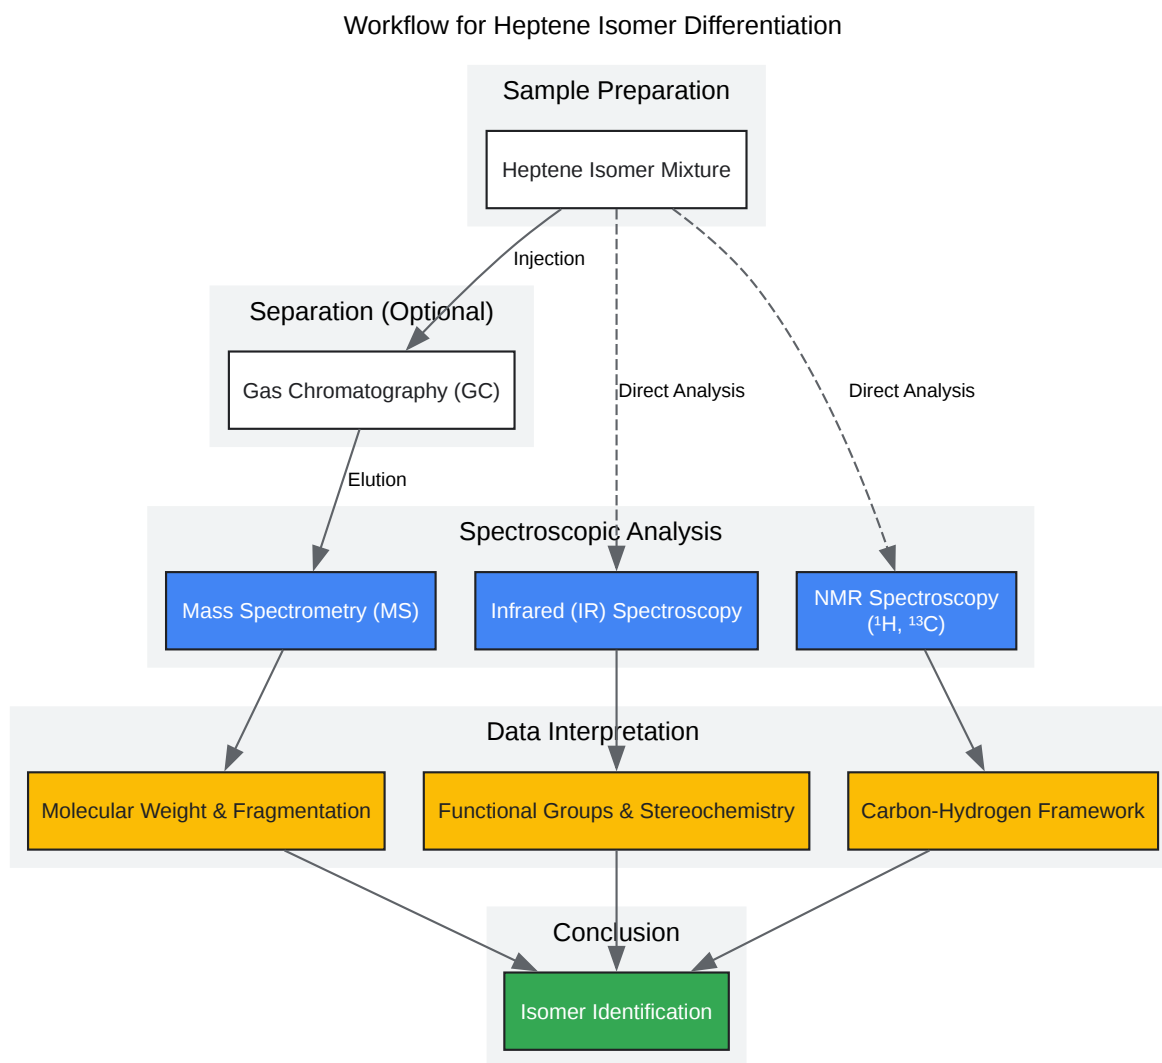 Workflow for Heptene Isomer Differentiation
Sample Preparation
Heptene Isomer Mixture
Injection
Separation (Optional)
Gas Chromatography (GC)
Direct Analysis
Direct Analysis
Elution
Spectroscopic Analysis
Mass Spectrometry (MS)
Infrared (IR) Spectroscopy
NMR Spectroscopy
(¹H, ¹³C)
Data Interpretation
Molecular Weight & Fragmentation
Functional Groups & Stereochemistry
Carbon-Hydrogen Framework
Conclusion
Isomer Identification